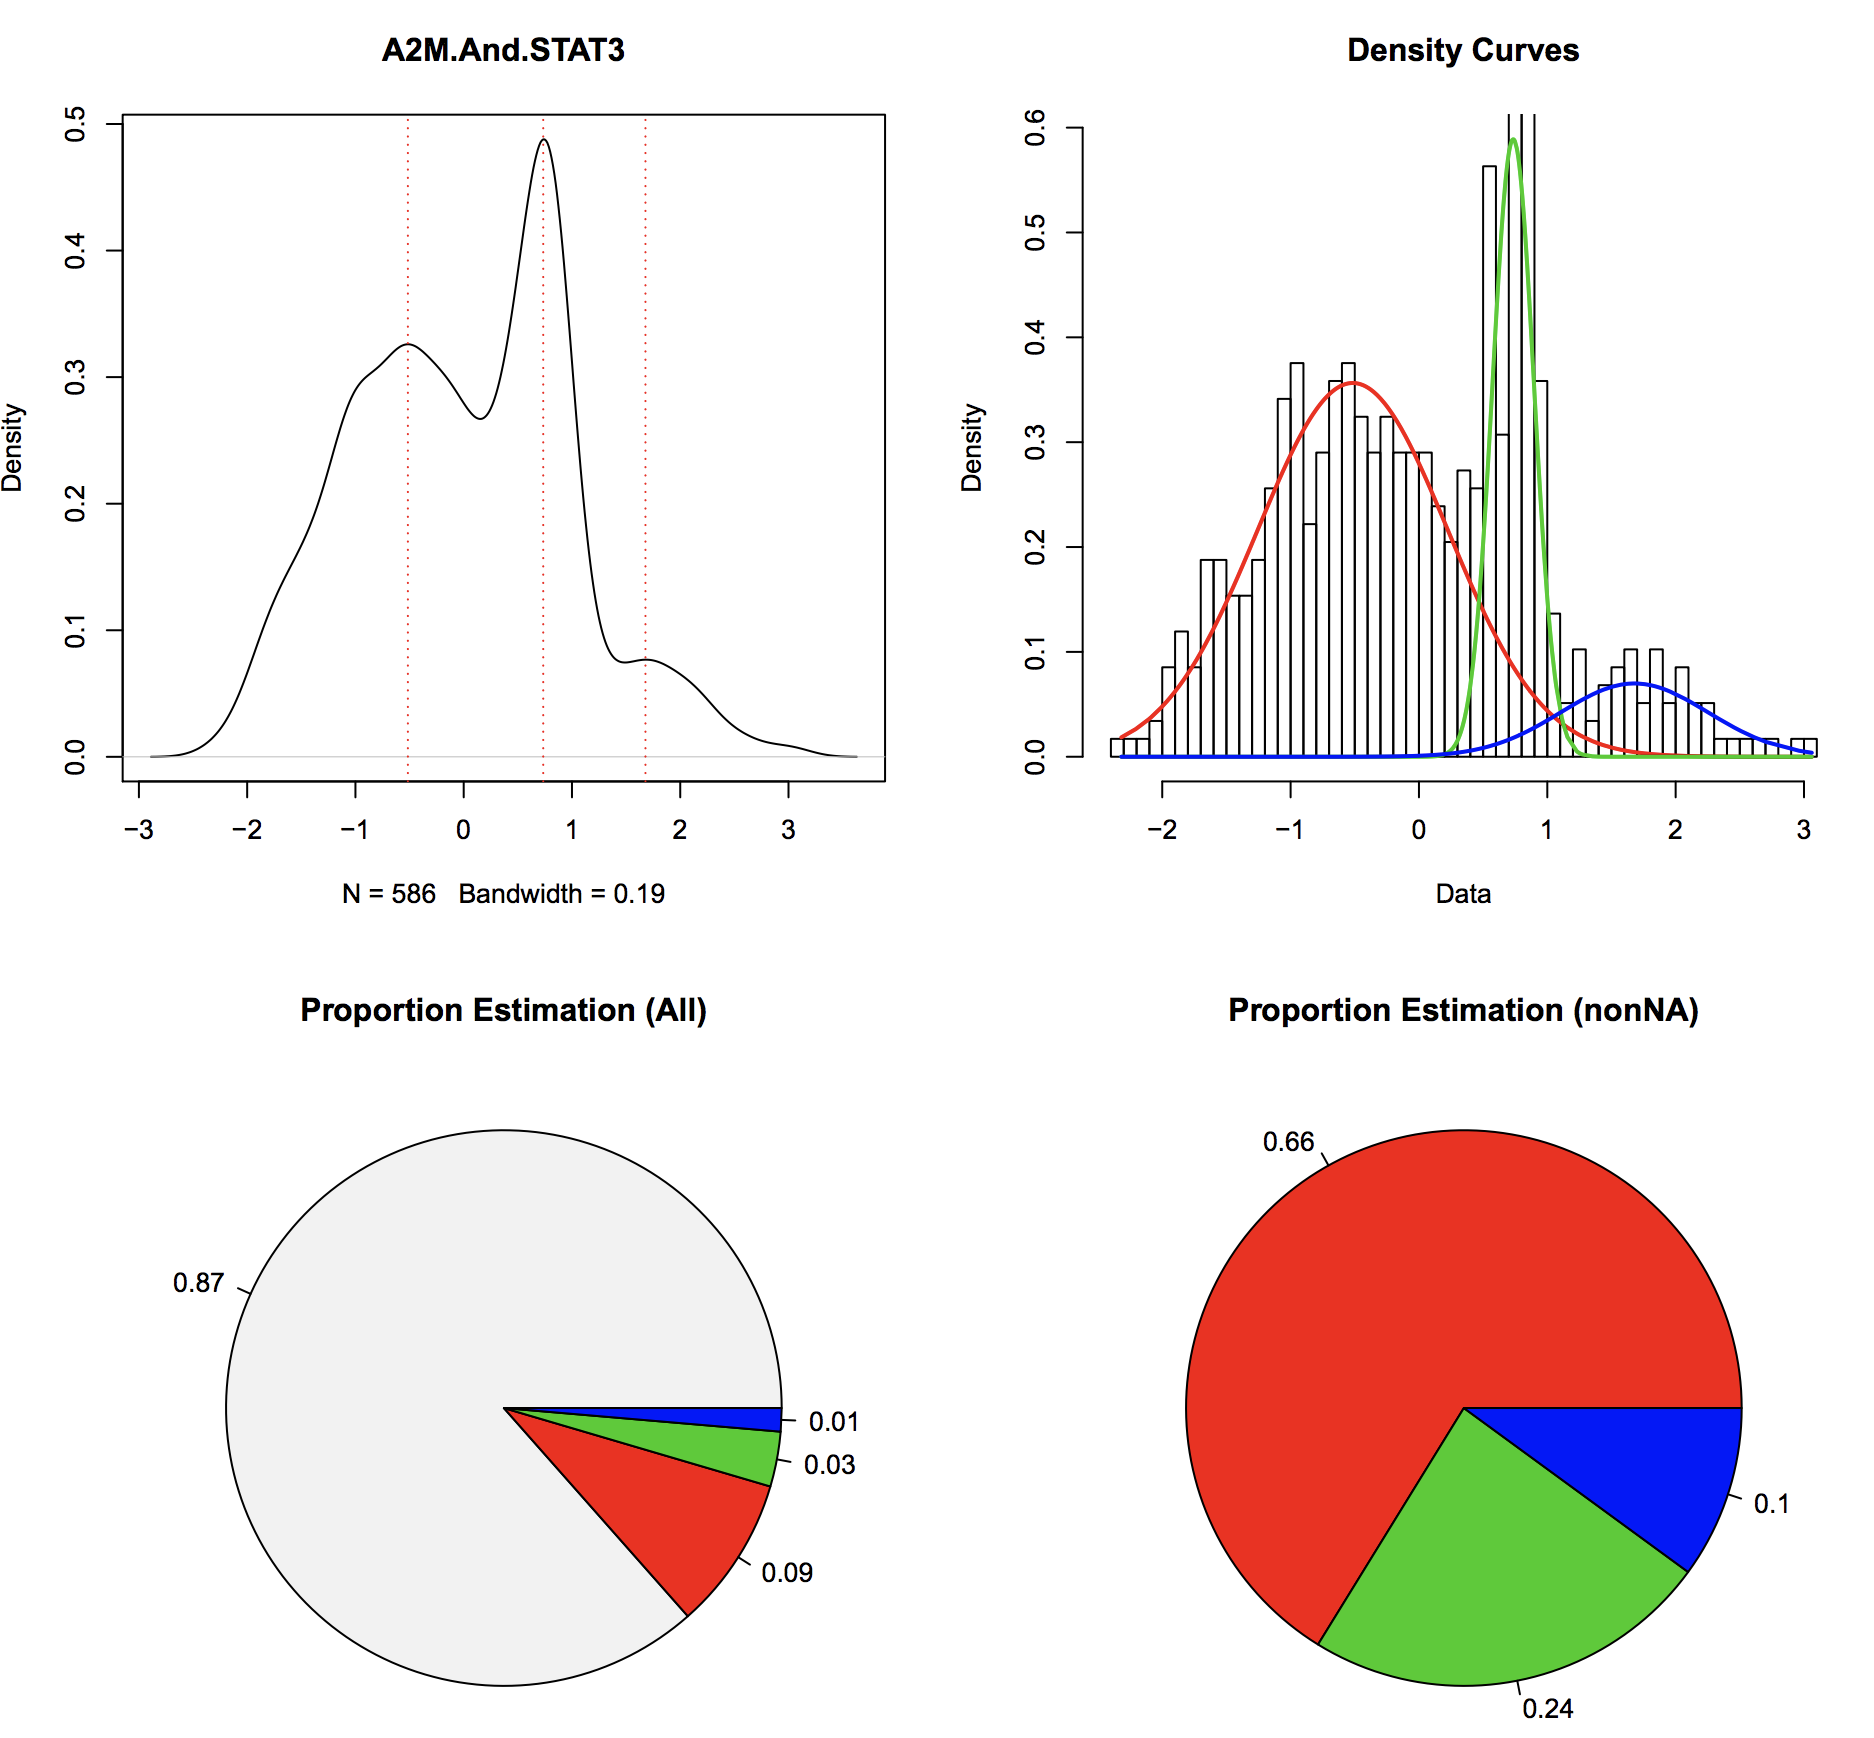 A2M.And.STAT3
Density
0.0 0.1 0.2 0.3 0.4 0.5
−3 −2 −1 0 1 2 3
N = 586 Bandwidth = 0.19
Density Curves
Density
0.0 0.1 0.2 0.3 0.4 0.5 0.6
−2 −1 0 1 2 3
Data
Proportion Estimation (All)
0.87
0.01
0.03
0.09
Proportion Estimation (nonNA)
0.66
0.1
0.24